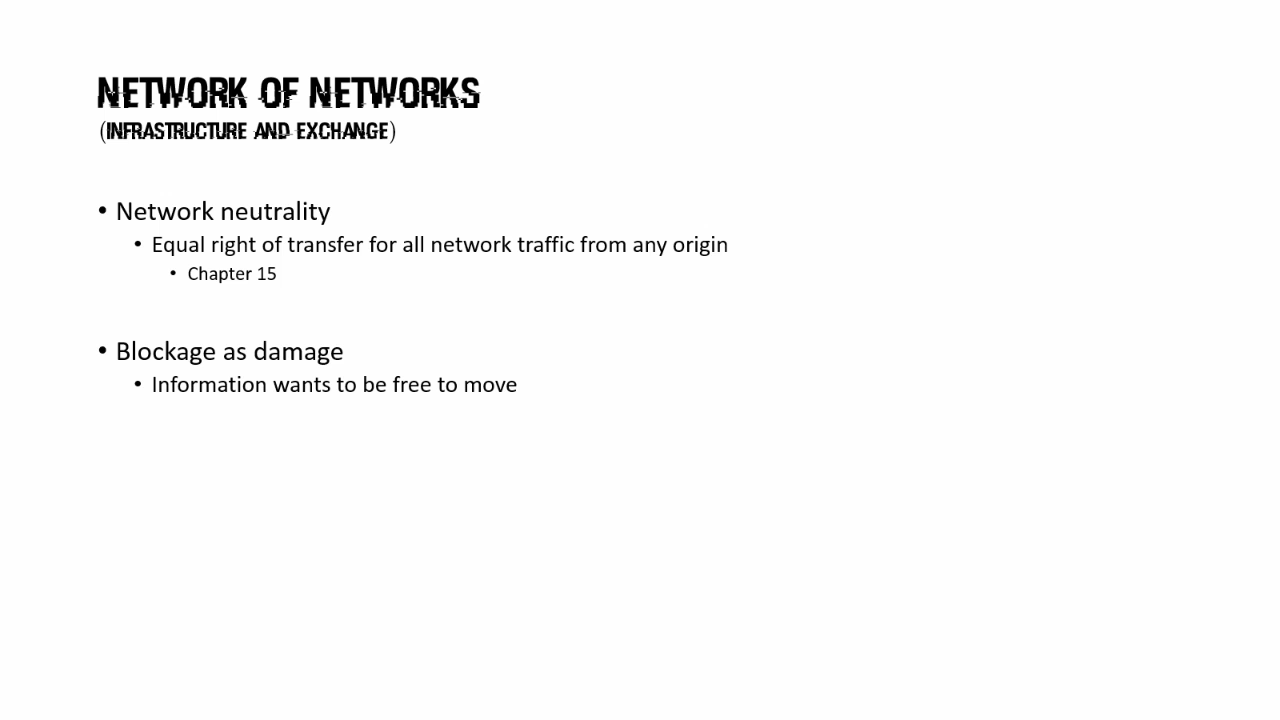 NETWORK OF NETWORKS
(INFRASTRUCTURE AND EXCHANGE)
• Network neutrality
• Equal right of transfer for all network traffic from any origin
• Chapter 15
• Blockage as damage
• Information wants to be free to move